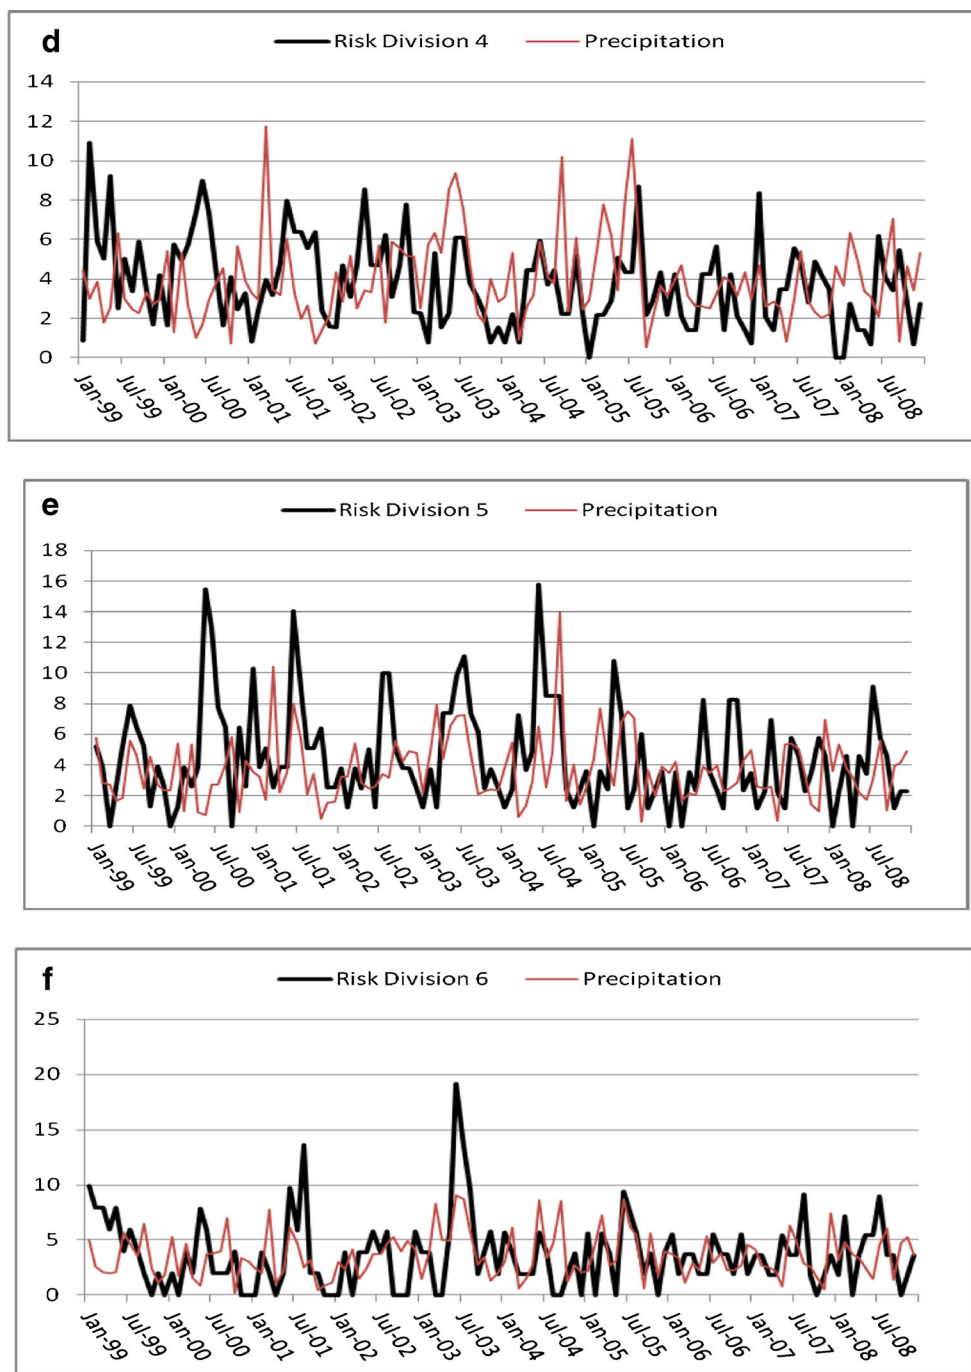 d
Risk Division 4 Precipitation
14
12
10
8
6
4
2
0
Jan-99 Jul-99 Jan-00 Jul-00 Jan-01 Jul-01 Jan-02 Jul-02 Jan-03 Jul-03 Jan-04 Jul-04 Jan-05 Jul-05 Jan-06 Jul-06 Jan-07 Jul-07 Jan-08 Jul-08
e
Risk Division 5 Precipitation
18
16
14
12
10
8
6
4
2
0
Jan-99 Jul-99 Jan-00 Jul-00 Jan-01 Jul-01 Jan-02 Jul-02 Jan-03 Jul-03 Jan-04 Jul-04 Jan-05 Jul-05 Jan-06 Jul-06 Jan-07 Jul-07 Jan-08 Jul-08
f
Risk Division 6 Precipitation
25
20
15
10
5
0
Jan-99 Jul-99 Jan-00 Jul-00 Jan-01 Jul-01 Jan-02 Jul-02 Jan-03 Jul-03 Jan-04 Jul-04 Jan-05 Jul-05 Jan-06 Jul-06 Jan-07 Jul-07 Jan-08 Jul-08